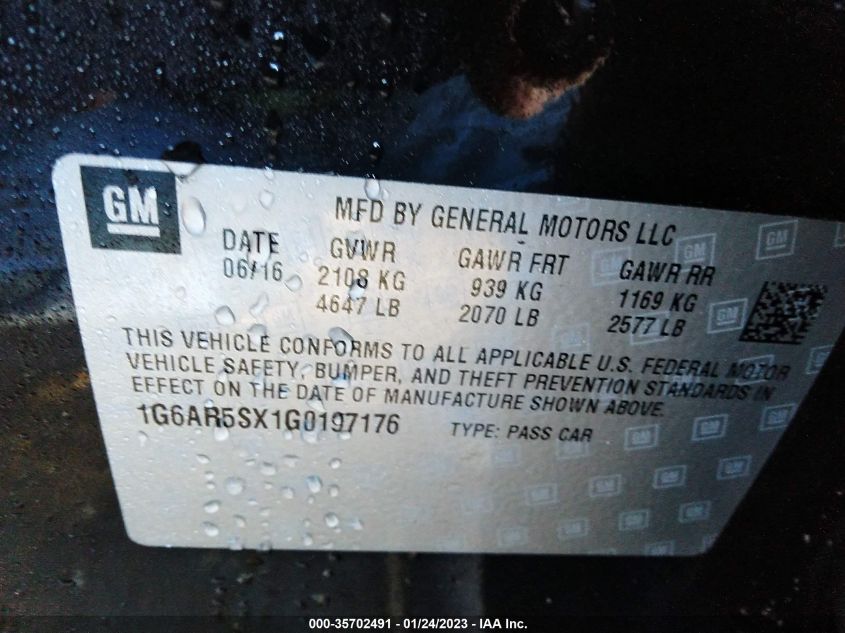 GM
MFD BY GENERAL MOTORS LLC
DATE GVWR GAWR FRT GAWR RR
06/16 2108 KG 939 KG 1169 KG
4647 LB 2070 LB 2577 LB
THIS VEHICLE CONFORMS TO ALL APPLICABLE U.S. FEDERAL MOTOR
VEHICLE SAFETY, BUMPER, AND THEFT PREVENTION STANDARDS IN
EFFECT ON THE DATE OF MANUFACTURE SHOWN ABOVE.
1G6AR5SX1G0197176 TYPE: PASS CAR
000-35702491 - 01/24/2023 - IAA Inc.